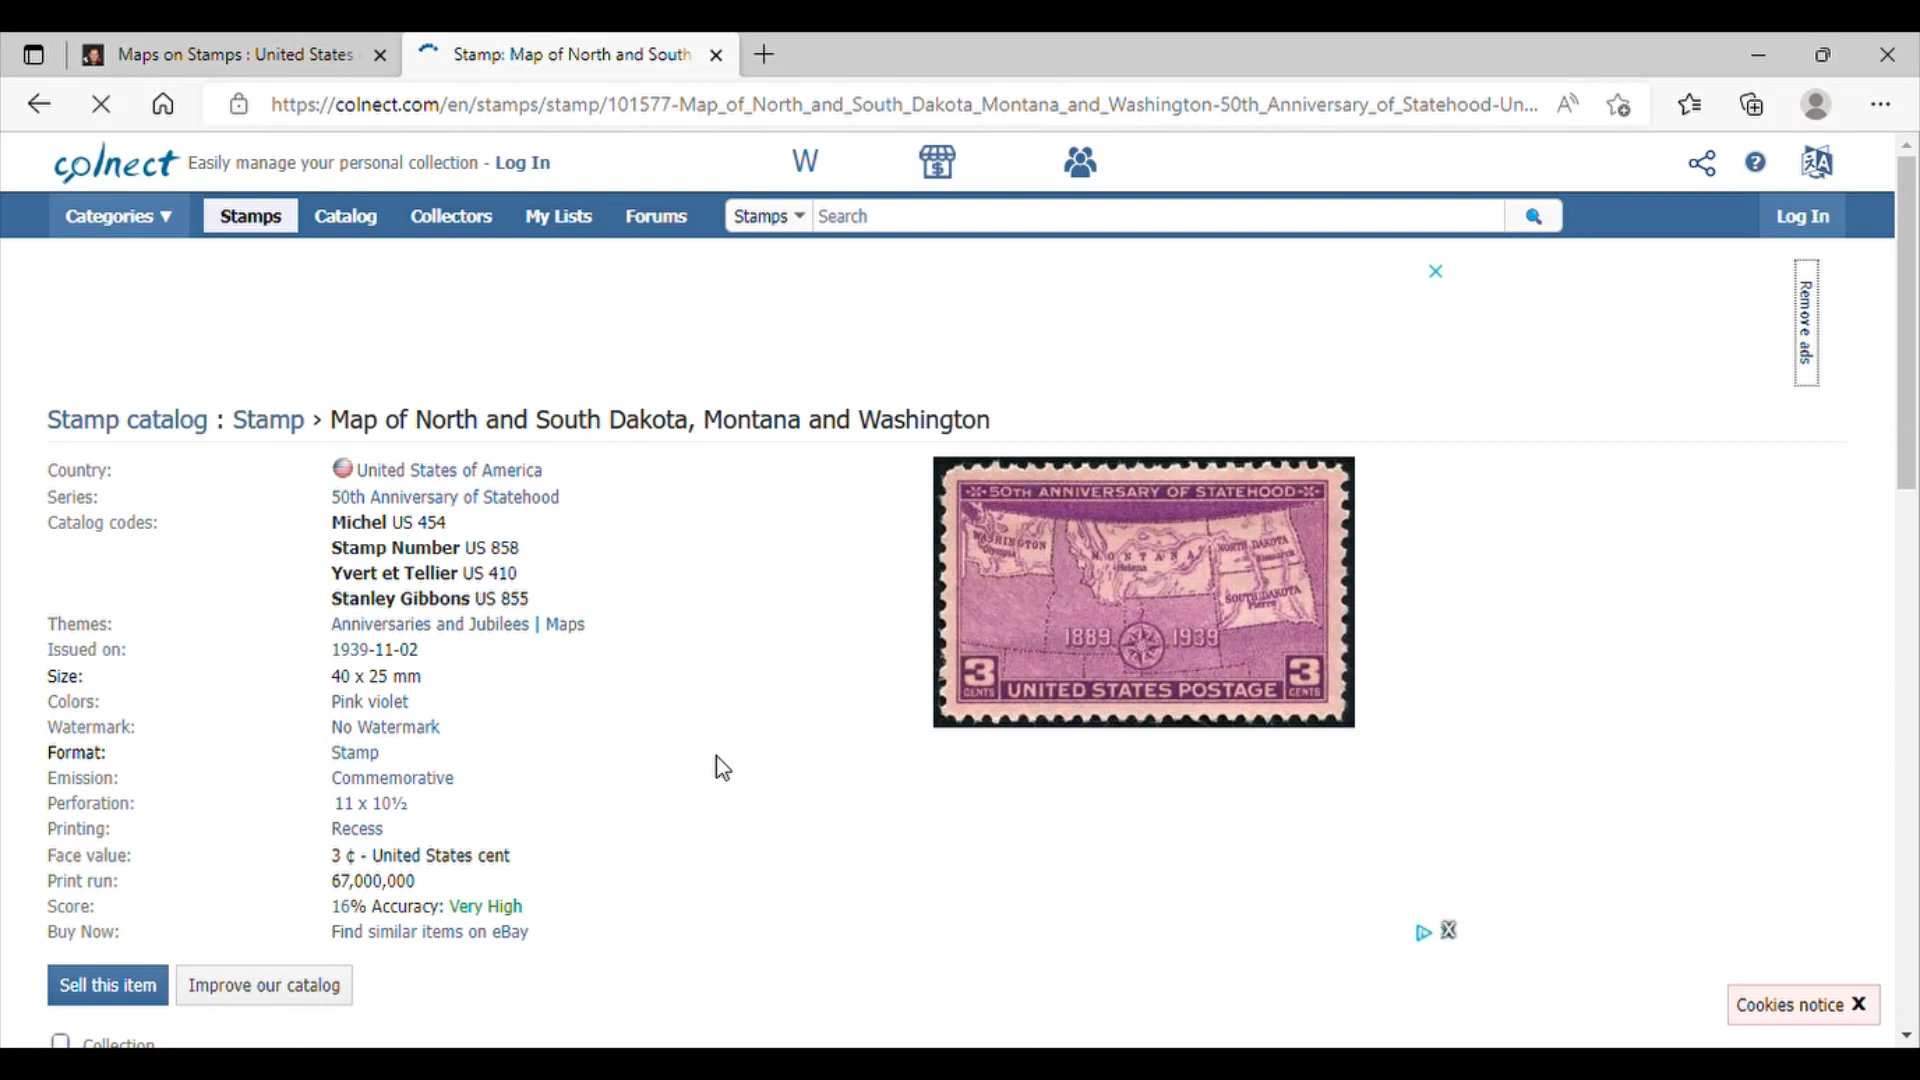 Maps on Stamps : United States
Stamp: Map of North and South
https://colnect.com/en/stamps/stamp/101577-Map_of_North_and_South_Dakota_Montana_and_Washington-50th_Anniversary_of_Statehood-Un...
colnect Easily manage your personal collection - Log In
W
Categories ▼ Stamps Catalog Collectors My Lists Forums Stamps ▼ Search Log In
Remove ads
Stamp catalog : Stamp › Map of North and South Dakota, Montana and Washington
Country: United States of America
Series: 50th Anniversary of Statehood
Catalog codes: Michel US 454
Stamp Number US 858
Yvert et Tellier US 410
Stanley Gibbons US 855
Themes: Anniversaries and Jubilees | Maps
Issued on: 1939-11-02
Size: 40 x 25 mm
Colors: Pink violet
Watermark: No Watermark
Format: Stamp
Emission: Commemorative
Perforation: 11 x 10½
Printing: Recess
Face value: 3 ¢ - United States cent
Print run: 67,000,000
Score: 16% Accuracy: Very High
Buy Now: Find similar items on eBay
Sell this item Improve our catalog
Collection
50TH ANNIVERSARY OF STATEHOOD
WASHINGTON
Olympia
MONTANA
Helena
NORTH DAKOTA
Bismarck
SOUTH DAKOTA
Pierre
1889 1939
3 CENTS UNITED STATES POSTAGE 3 CENTS
Cookies notice X